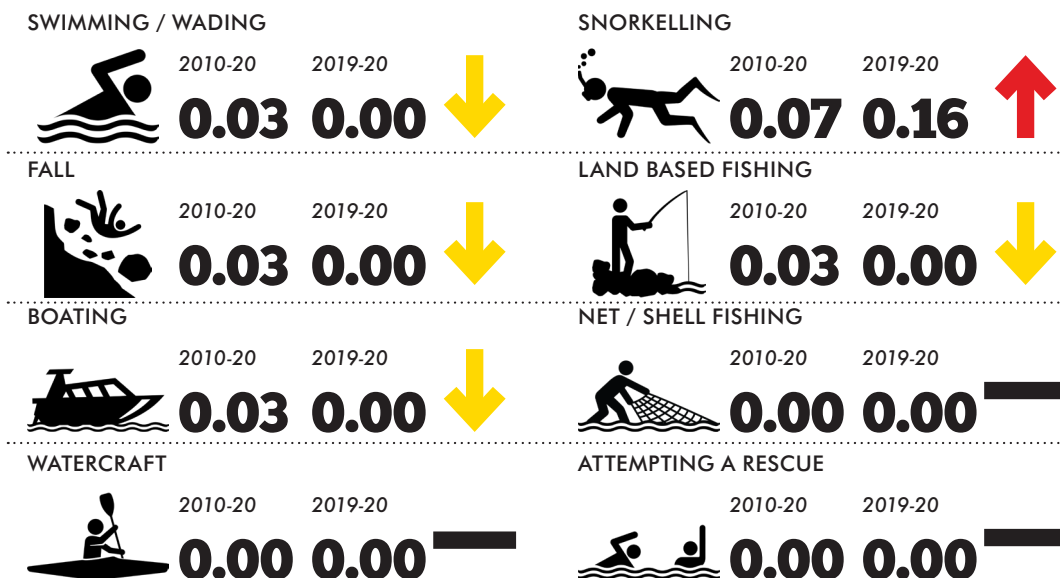 SWIMMING / WADING
2010-20 2019-20
0.03 0.00
SNORKELLING
2010-20 2019-20
0.07 0.16
FALL
2010-20 2019-20
0.03 0.00
LAND BASED FISHING
2010-20 2019-20
0.03 0.00
BOATING
2010-20 2019-20
0.03 0.00
NET / SHELL FISHING
2010-20 2019-20
0.00 0.00
WATERCRAFT
2010-20 2019-20
0.00 0.00
ATTEMPTING A RESCUE
2010-20 2019-20
0.00 0.00